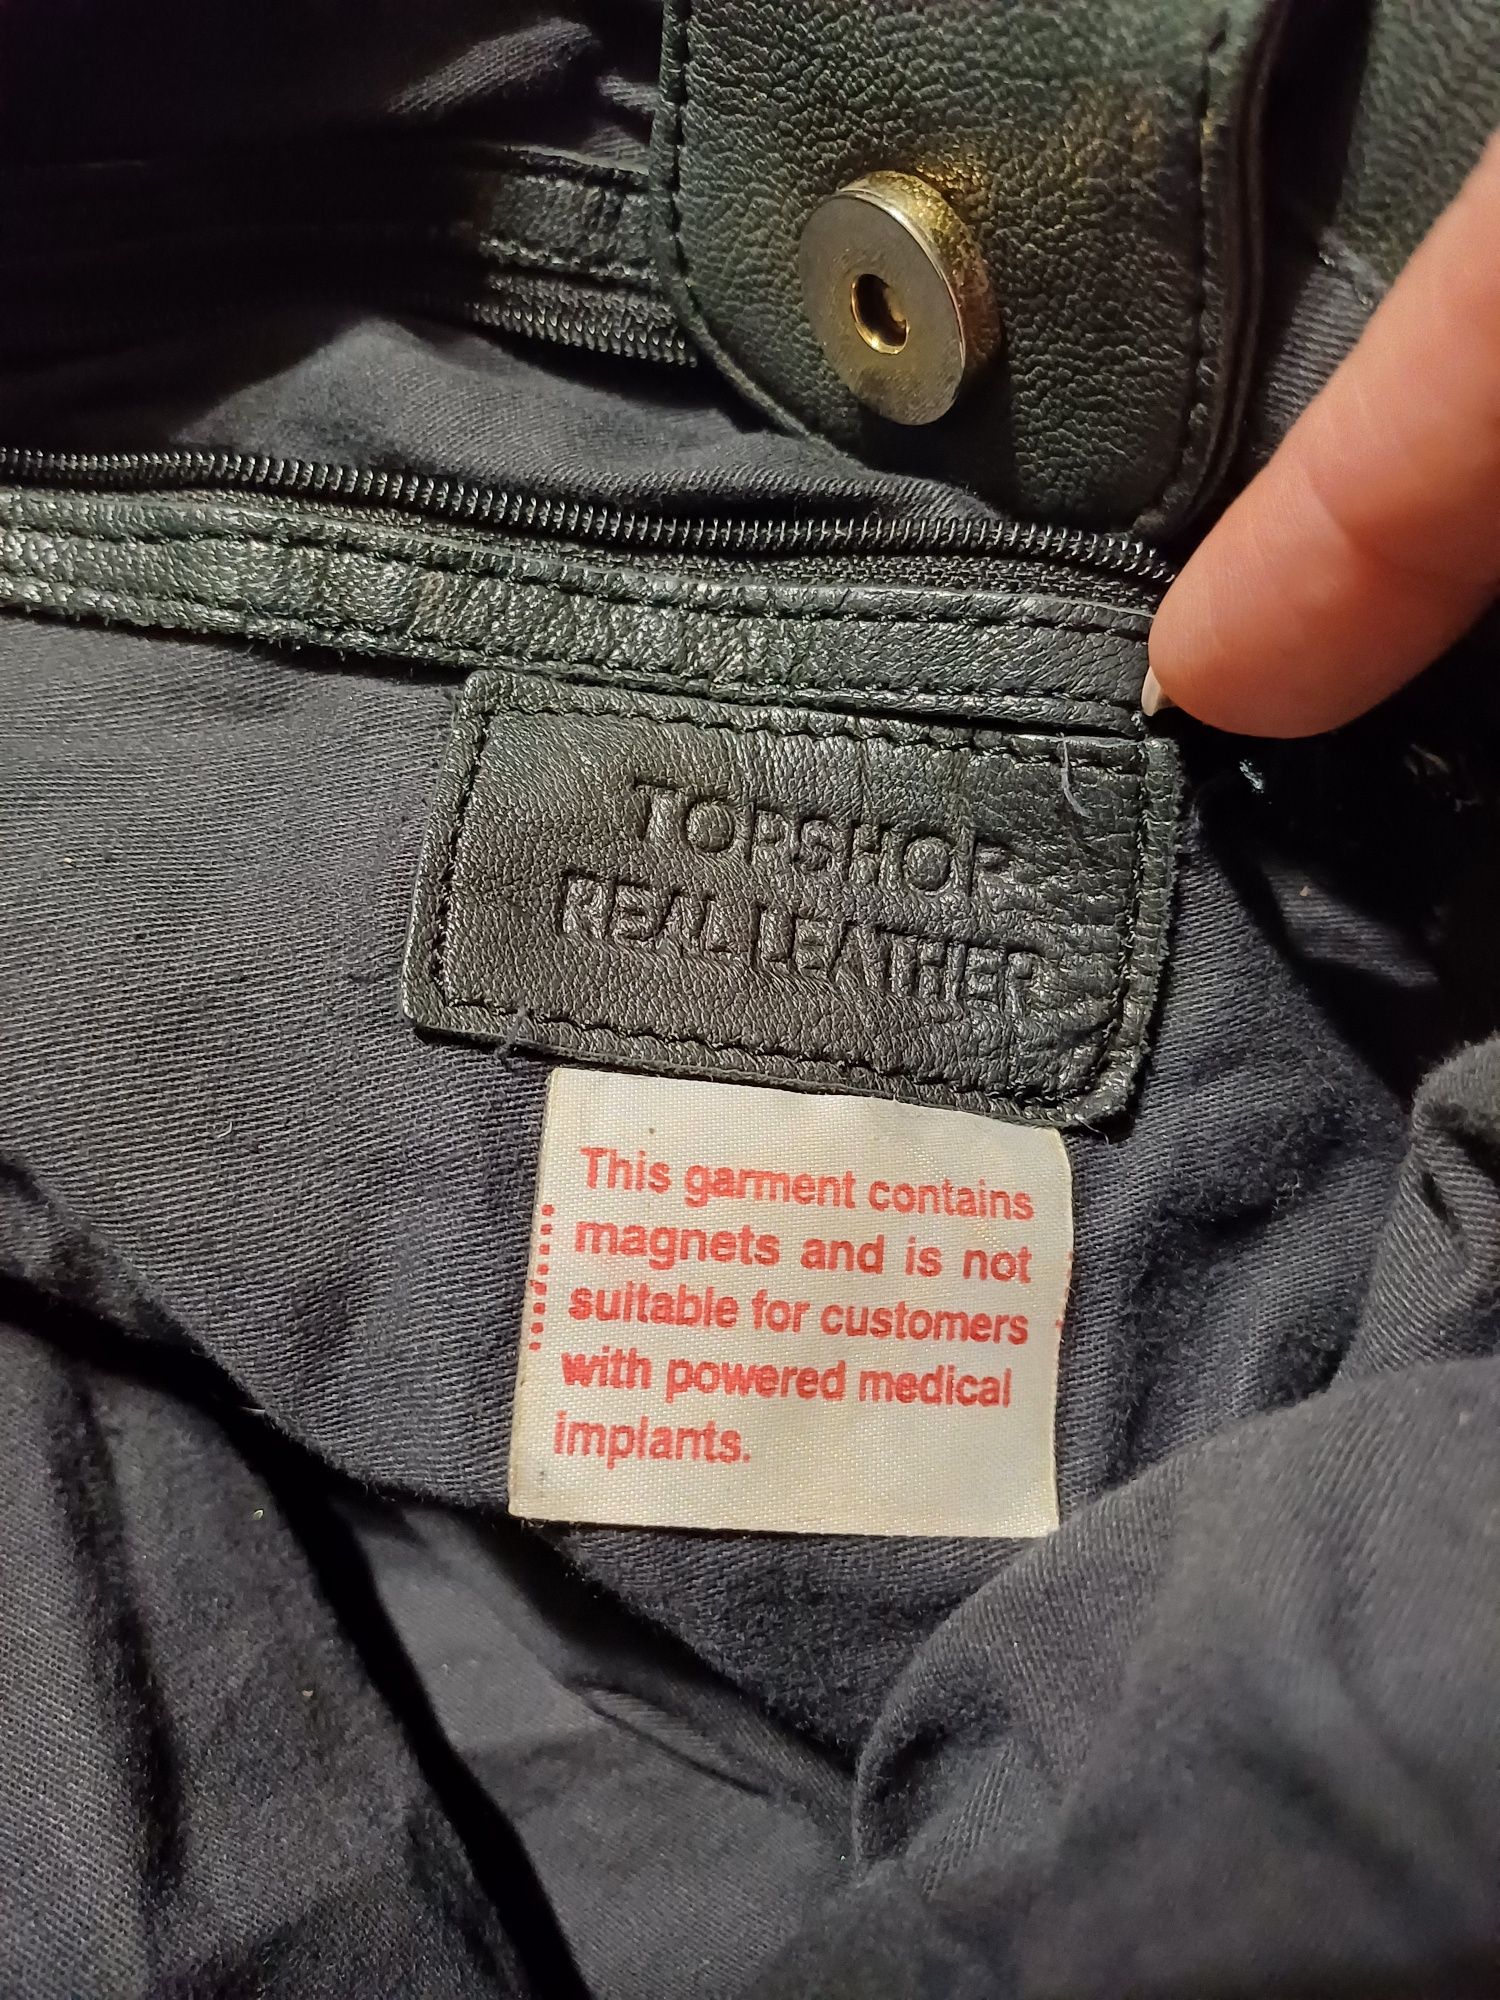 TOPSHOP
REAL LEATHER
This garment contains
magnets and is not
suitable for customers
with powered medical
implants.